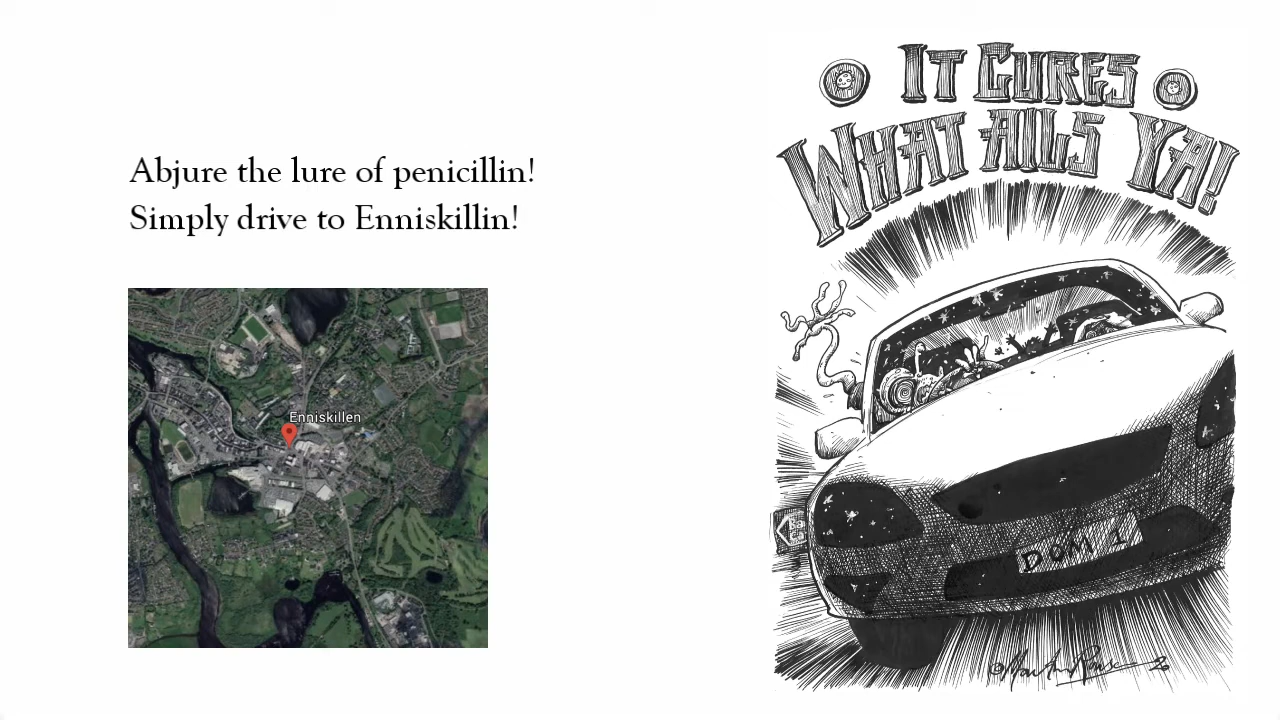 Abjure the lure of penicillin!
Simply drive to Enniskillin!
Enniskillen
IT CURES
WHAT AILS YA!
DOM 1